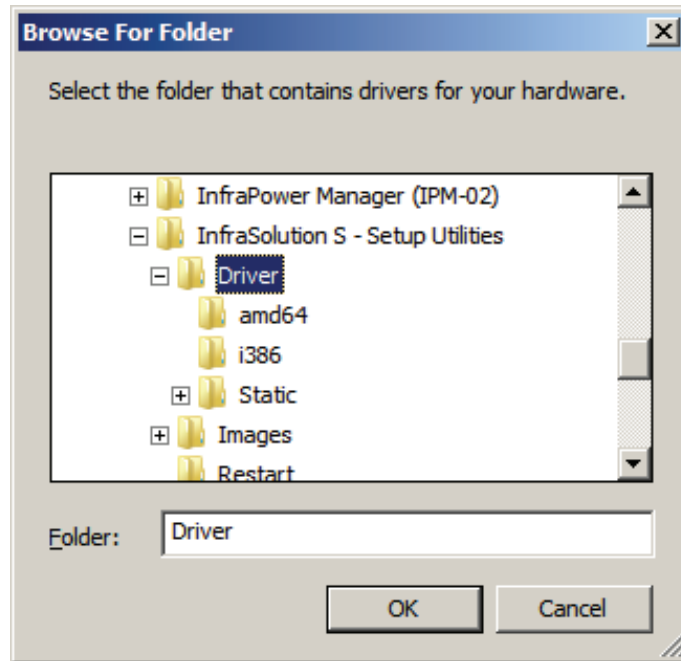 Browse For Folder
Select the folder that contains drivers for your hardware.
InfraPower Manager (IPM-02)
InfraSolution S - Setup Utilities
Driver
amd64
i386
Static
Images
Restart
Folder: Driver
OK Cancel